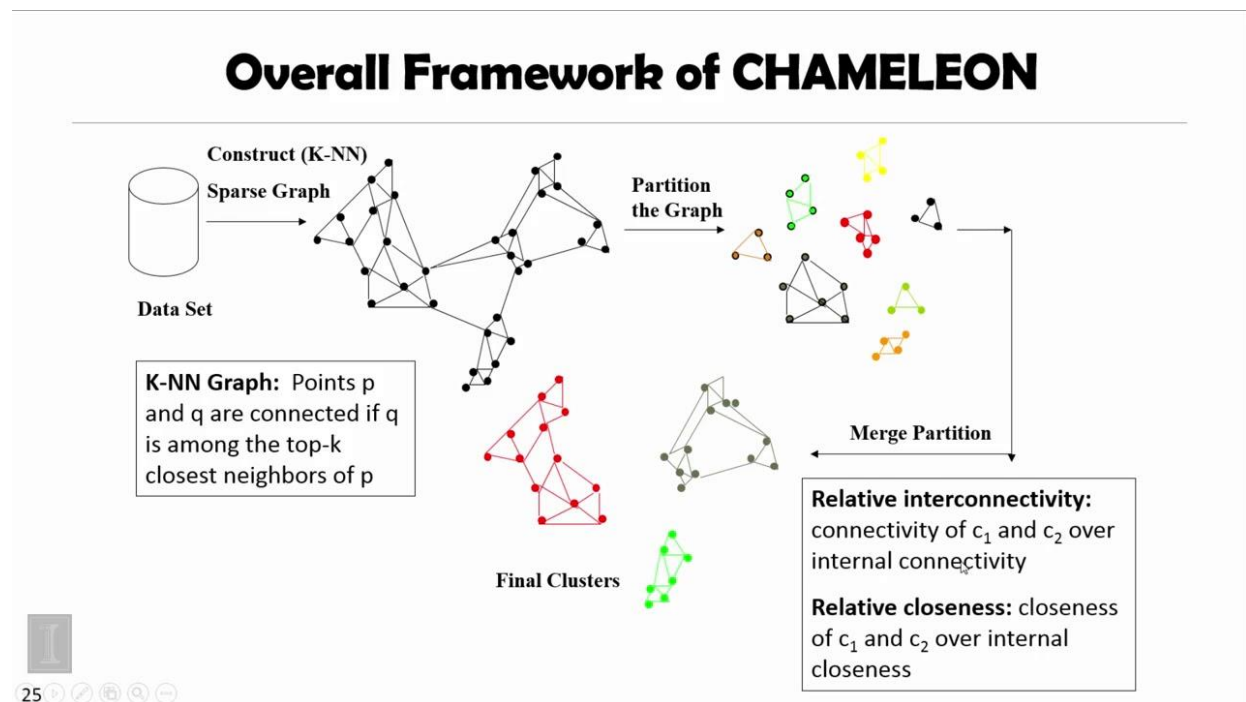 Overall Framework of CHAMELEON
Construct (K-NN)
Sparse Graph
Data Set
Partition
the Graph
K-NN Graph: Points p
and q are connected if q
is among the top-k
closest neighbors of p
Merge Partition
Final Clusters
Relative interconnectivity:
connectivity of c₁ and c₂ over
internal connectivity
Relative closeness: closeness
of c₁ and c₂ over internal
closeness
I
25